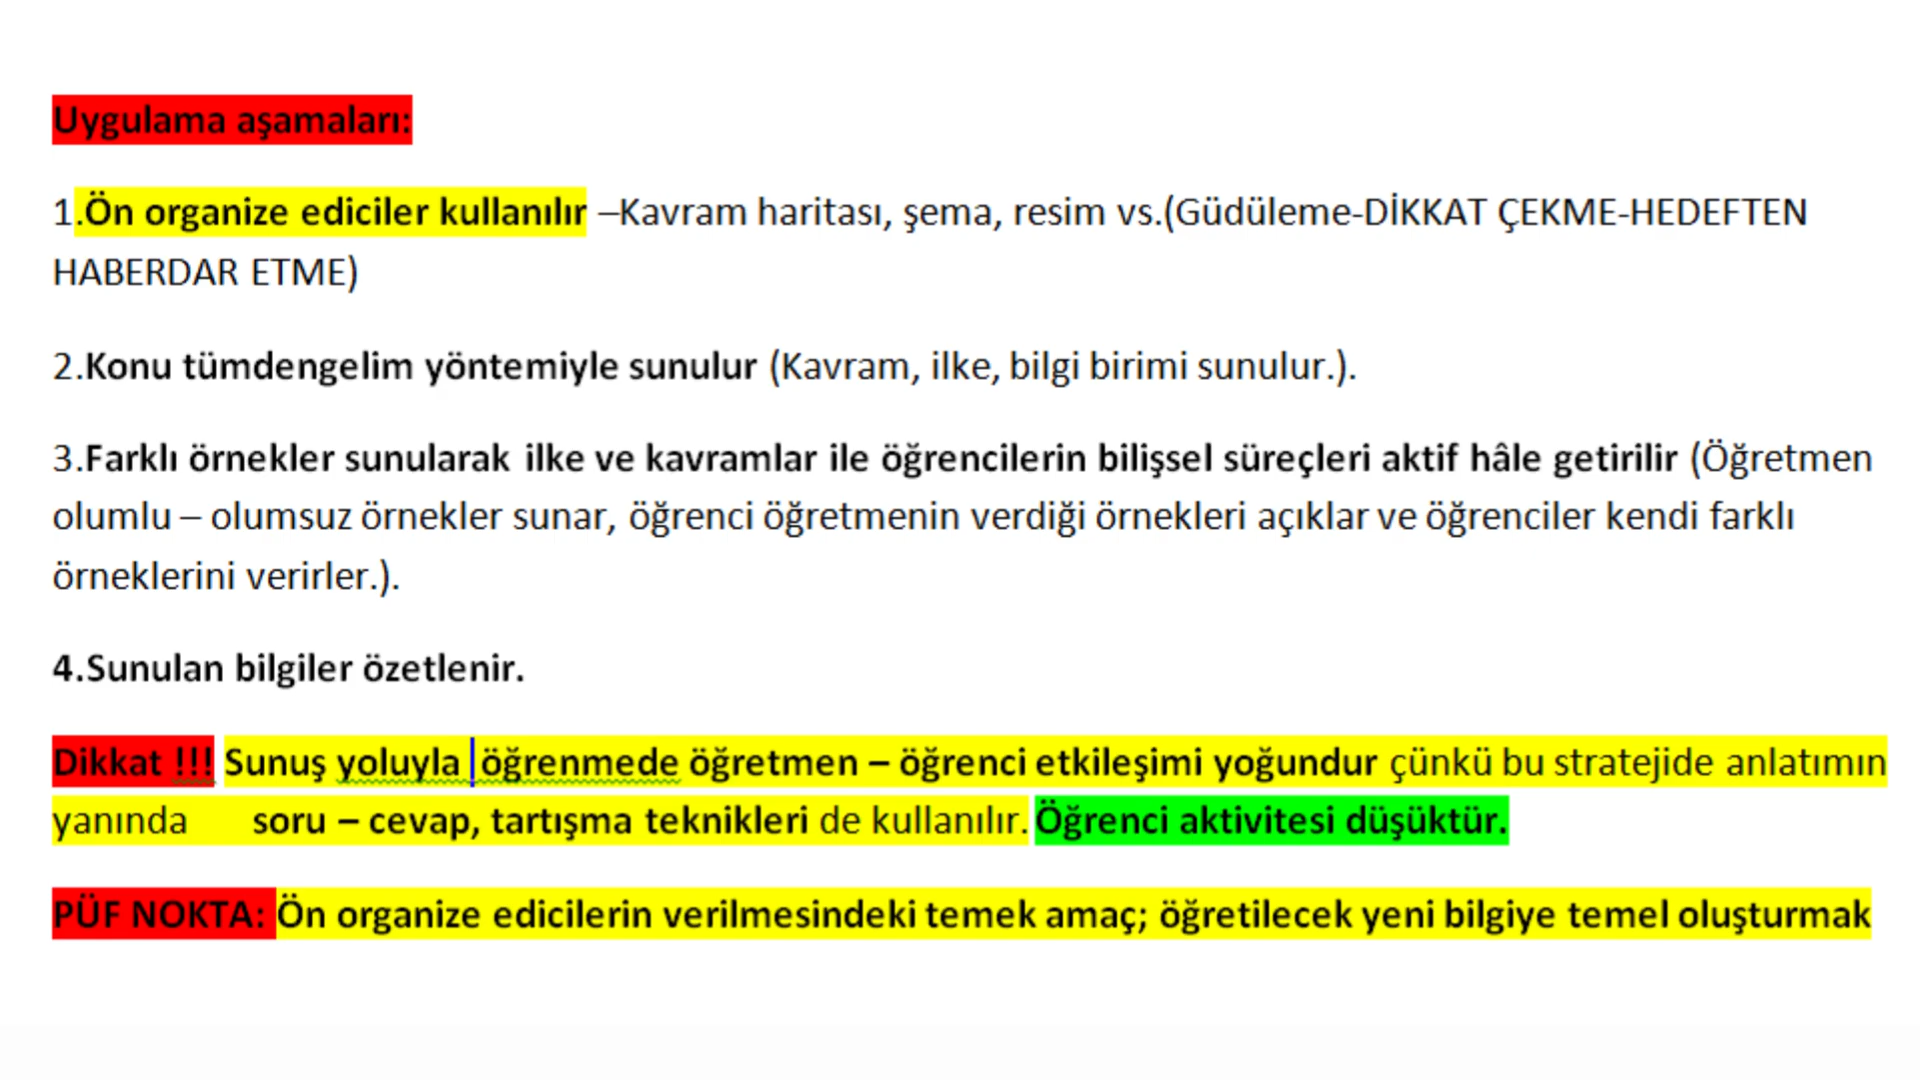 Uygulama aşamaları:
1.Ön organize ediciler kullanılır –Kavram haritası, şema, resim vs.(Güdüleme-DİKKAT ÇEKME-HEDEFTEN
HABERDAR ETME)
2.Konu tümdengelim yöntemiyle sunulur (Kavram, ilke, bilgi birimi sunulur.).
3.Farklı örnekler sunularak ilke ve kavramlar ile öğrencilerin bilişsel süreçleri aktif hâle getirilir (Öğretmen
olumlu – olumsuz örnekler sunar, öğrenci öğretmenin verdiği örnekleri açıklar ve öğrenciler kendi farklı
örneklerini verirler.).
4.Sunulan bilgiler özetlenir.
Dikkat !!! Sunuş yoluyla öğrenmede öğretmen – öğrenci etkileşimi yoğundur çünkü bu stratejide anlatımın
yanında soru – cevap, tartışma teknikleri de kullanılır. Öğrenci aktivitesi düşüktür.
PÜF NOKTA: Ön organize edicilerin verilmesindeki temek amaç; öğretilecek yeni bilgiye temel oluşturmak